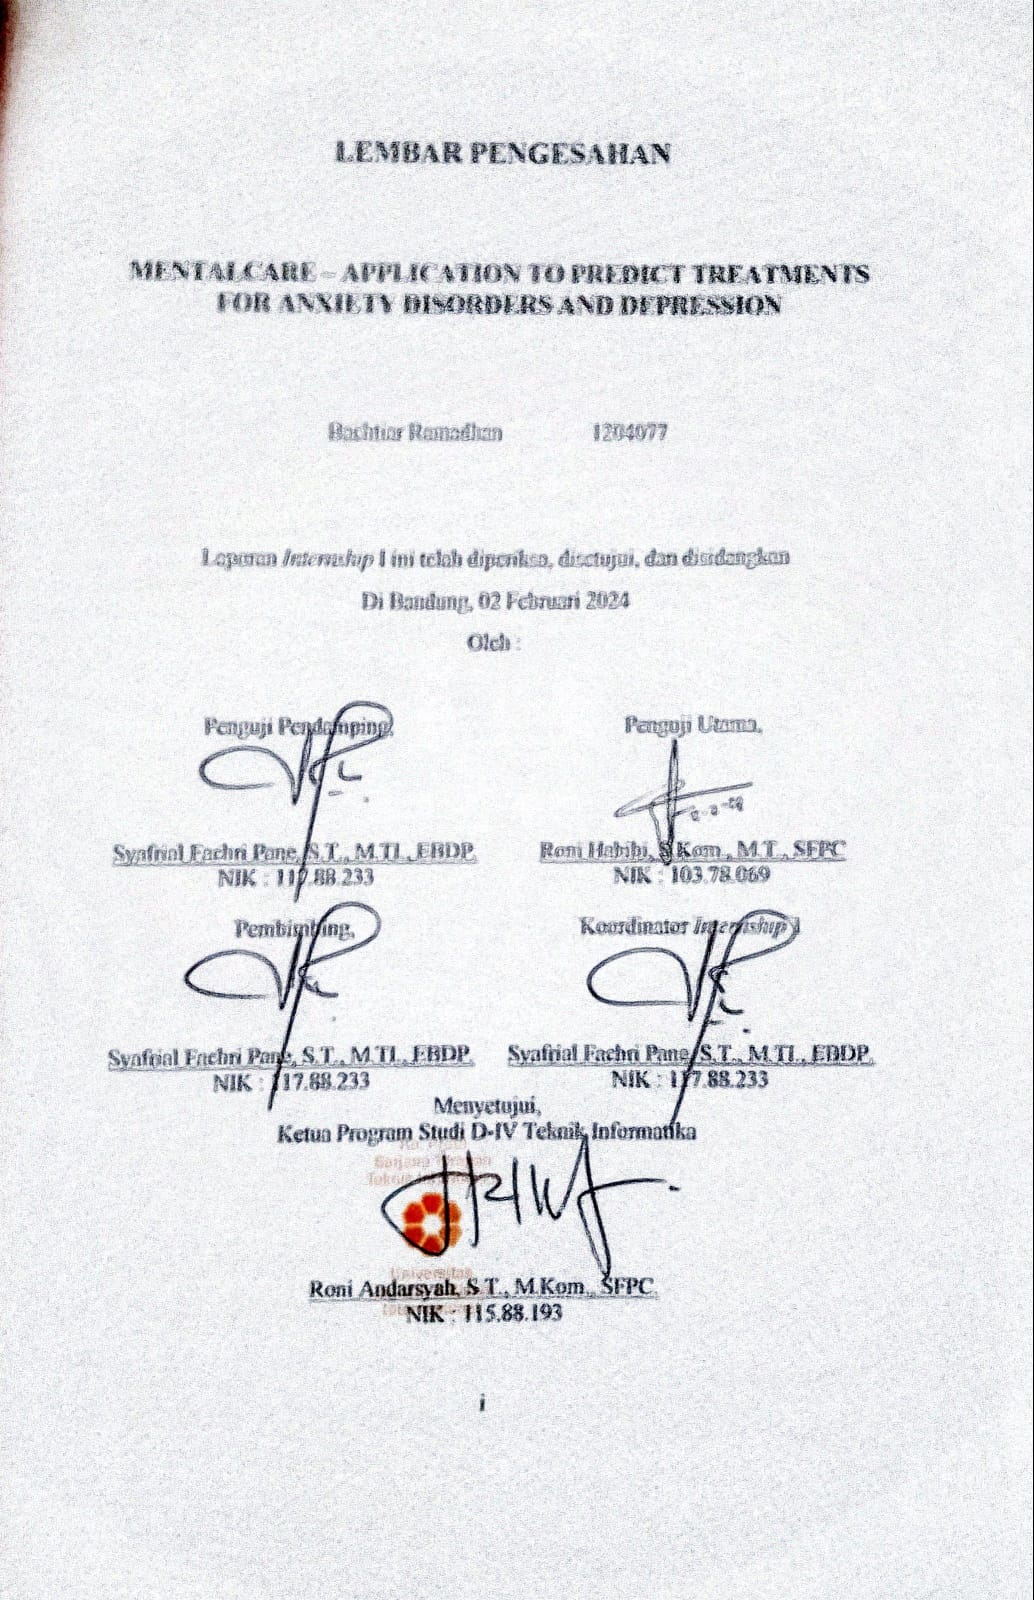 LEMBAR PENGESAHAN
MENTALCARE – APPLICATION TO PREDICT TREATMENTS
FOR ANXIETY DISORDERS AND DEPRESSION
Bachtiar Ramadhan 1204077
Laporan Internship I ini telah diperiksa, disetujui, dan disidangkan
Di Bandung, 02 Februari 2024
Oleh :
Penguji Pendamping, Penguji Utama,
Syafrial Fachri Pane, S.T., M.TI., EBDP. Roni Habibi, S.Kom., M.T., SFPC
NIK : 117.88.233 NIK : 103.78.069
Pembimbing, Koordinator Internship I
Syafrial Fachri Pane, S.T., M.TI., EBDP. Syafrial Fachri Pane, S.T., M.TI., EBDP.
NIK : 117.88.233 NIK : 117.88.233
Menyetujui,
Ketua Program Studi D-IV Teknik Informatika
Sarjana Terapan
Universitas
Roni Andarsyah, S.T., M.Kom., SFPC.
NIK : 115.88.193
i